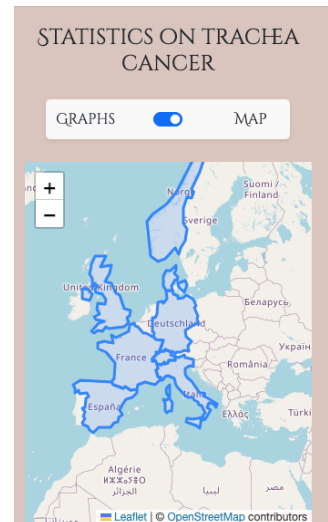 Statistics on trachea
cancer
Graphs Map
+
−
Norge
Suomi /
Finland
Sverige
United Kingdom
Беларусь
Deutschland
France
Україн
România
Italia
España
Ελλάς
Türki
Algérie
ⵍⵣⵣⴰⵢⴻⵔ
الجزائر
ليبيا
مصر
Leaflet | © OpenStreetMap contributors